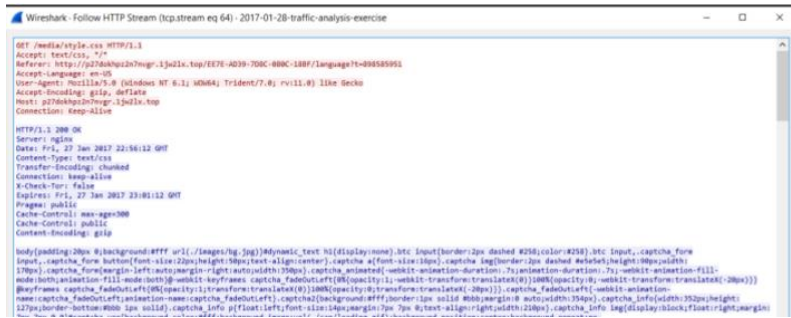 Wireshark - Follow HTTP Stream (tcp.stream eq 64) - 2017-01-28-traffic-analysis-exercise
GET /media/style.css HTTP/1.1
Accept: text/css, */*
Referer: http://p27dokhpz2n7nvgr.1jw2lx.top/EE7E-AD39-7D8C-080C-188F/language?t=898585951
Accept-Language: en-US
User-Agent: Mozilla/5.0 (Windows NT 6.1; WOW64; Trident/7.0; rv:11.0) like Gecko
Accept-Encoding: gzip, deflate
Host: p27dokhpz2n7nvgr.1jw2lx.top
Connection: Keep-Alive
HTTP/1.1 200 OK
Server: nginx
Date: Fri, 27 Jan 2017 22:56:12 GMT
Content-Type: text/css
Transfer-Encoding: chunked
Connection: keep-alive
X-Check-Tor: false
Expires: Fri, 27 Jan 2017 23:01:12 GMT
Pragma: public
Cache-Control: max-age=300
Cache-Control: public
Content-Encoding: gzip
body{padding:20px 0;background:#fff url(./images/bg.jpg)}#dynamic_text h1{display:none}.btc input{border:2px dashed #258;color:#258}.btc input,.captcha_form
input,.captcha_form button{font-size:22px;height:50px;text-align:center}.captcha a{font-size:16px}.captcha img{border:2px dashed #e5e5e5;height:90px;width:
170px}.captcha_form{margin-left:auto;margin-right:auto;width:350px}.captcha_animated{-webkit-animation-duration:.7s;animation-duration:.7s;-webkit-animation-fill-
mode:both;animation-fill-mode:both}@-webkit-keyframes captcha_fadeOutLeft{0%{opacity:1;-webkit-transform:translateX(0)}100%{opacity:0;-webkit-transform:translateX(-20px)}}
@keyframes captcha_fadeOutLeft{0%{opacity:1;transform:translateX(0)}100%{opacity:0;transform:translateX(-20px)}}.captcha_fadeOutLeft{-webkit-animation-
name:captcha_fadeOutLeft;animation-name:captcha_fadeOutLeft}.captcha2{background:#fff;border:1px solid #bbb;margin:0 auto;width:354px}.captcha_info{width:352px;height:
127px;border-bottom:#bbb 1px solid}.captcha_info p{float:left;font-size:14px;margin:7px 7px 0;text-align:right;width:210px}.captcha_info img{display:block;float:right;margin: